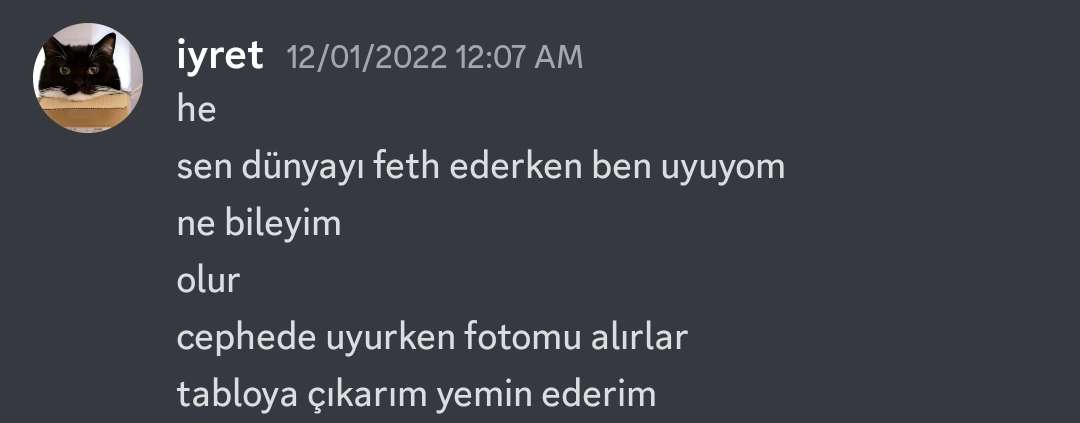 iyret 12/01/2022 12:07 AM
he
sen dünyayı feth ederken ben uyuyom
ne bileyim
olur
cephede uyurken fotomu alırlar
tabloya çıkarım yemin ederim